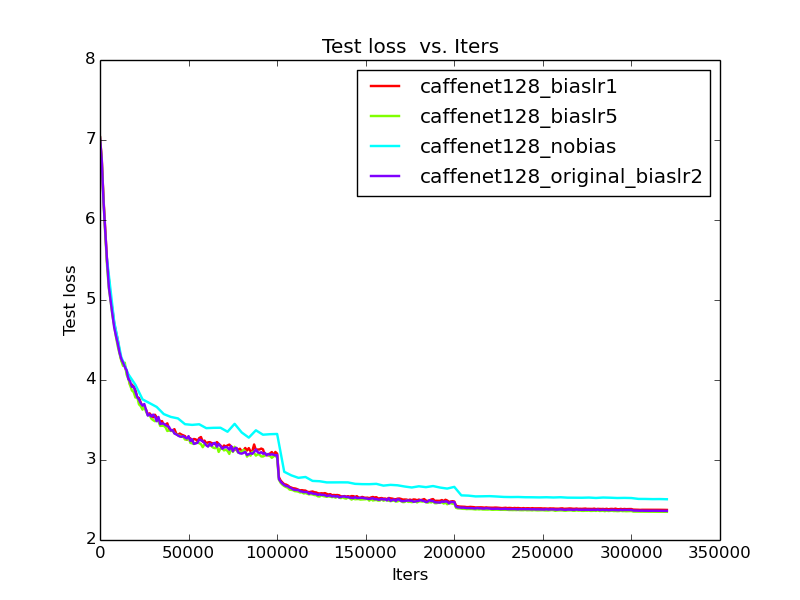 Test loss  vs. Iters
caffenet128_biaslr1
caffenet128_biaslr5
caffenet128_nobias
caffenet128_original_biaslr2
8
7
6
5
4
3
2
Test loss
0 50000 100000 150000 200000 250000 300000 350000
Iters